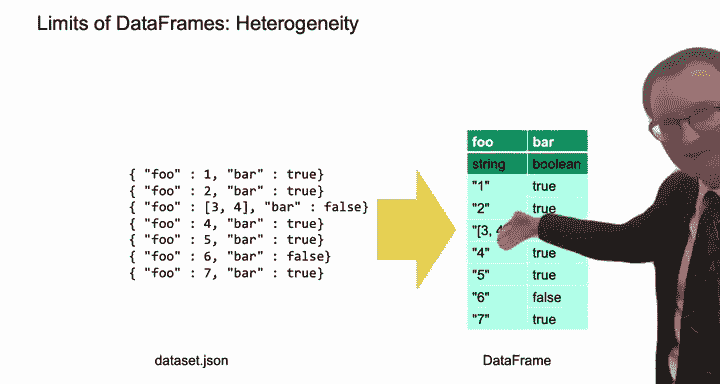 Limits of DataFrames: Heterogeneity
{ "foo" : 1, "bar" : true}
{ "foo" : 2, "bar" : true}
{ "foo" : [3, 4], "bar" : false}
{ "foo" : 4, "bar" : true}
{ "foo" : 5, "bar" : true}
{ "foo" : 6, "bar" : false}
{ "foo" : 7, "bar" : true}
dataset.json
foo bar
string boolean
"1" true
"2" true
"[3,
"4" true
"5" true
"6" false
"7" true
DataFrame